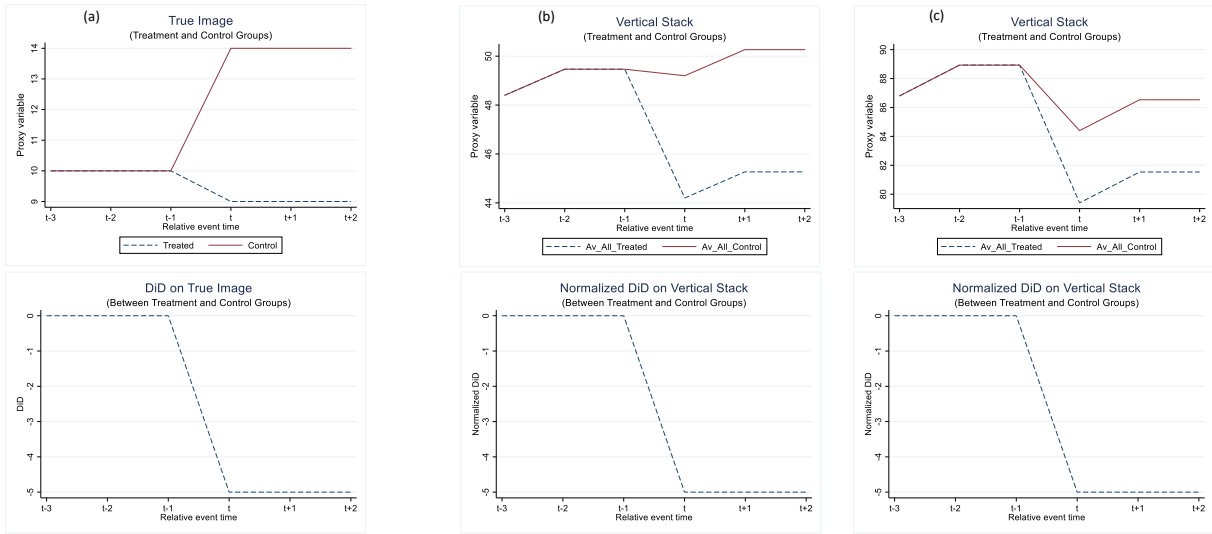 (a)
True Image
(Treatment and Control Groups)
Proxy variable
14
13
12
11
10
9
t-3 t-2 t-1 t t+1 t+2
Relative event time
Treated Control
(b)
Vertical Stack
(Treatment and Control Groups)
Proxy variable
50
48
46
44
t-3 t-2 t-1 t t+1 t+2
Relative event time
Av_All_Treated Av_All_Control
(c)
Vertical Stack
(Treatment and Control Groups)
Proxy variable
90
88
86
84
82
80
t-3 t-2 t-1 t t+1 t+2
Relative event time
Av_All_Treated Av_All_Control
DiD on True Image
(Between Treatment and Control Groups)
DiD
0
-1
-2
-3
-4
-5
t-3 t-2 t-1 t t+1 t+2
Relative event time
Normalized DiD on Vertical Stack
(Between Treatment and Control Groups)
Normalized DiD
0
-1
-2
-3
-4
-5
t-3 t-2 t-1 t t+1 t+2
Relative event time
Normalized DiD on Vertical Stack
(Between Treatment and Control Groups)
Normalized DiD
0
-1
-2
-3
-4
-5
t-3 t-2 t-1 t t+1 t+2
Relative event time